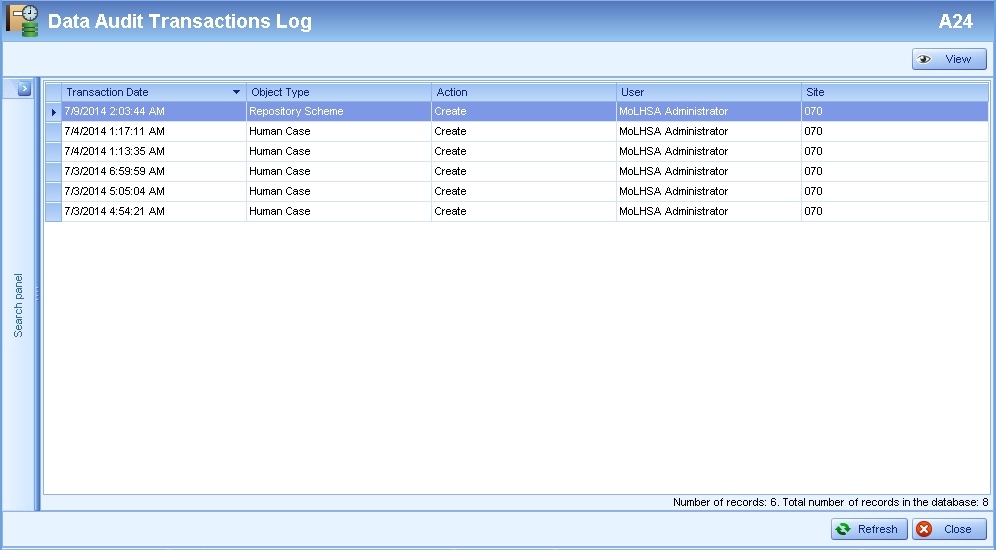 Data Audit Transactions Log A24
View
Transaction Date Object Type Action User Site
7/9/2014 2:03:44 AM Repository Scheme Create MoLHSA Administrator 070
7/4/2014 1:17:11 AM Human Case Create MoLHSA Administrator 070
7/4/2014 1:13:35 AM Human Case Create MoLHSA Administrator 070
7/3/2014 6:59:59 AM Human Case Create MoLHSA Administrator 070
7/3/2014 5:05:04 AM Human Case Create MoLHSA Administrator 070
7/3/2014 4:54:21 AM Human Case Create MoLHSA Administrator 070
Search panel
Number of records: 6. Total number of records in the database: 8
Refresh Close